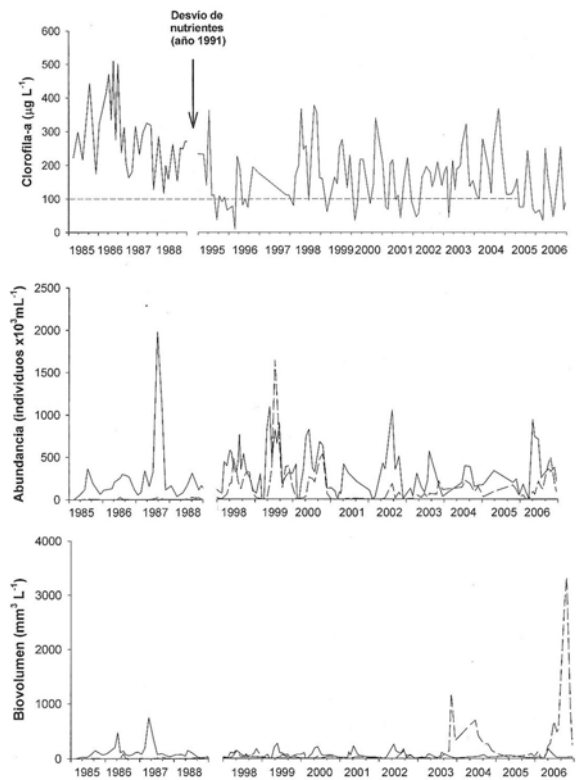 Desvío de
nutrientes
(año 1991)
Clorofila-a (µg L-1)
600
500
400
300
200
100
0
1985 1986 1987 1988 1995 1996 1997 1998 1999 2000 2001 2002 2003 2004 2005 2006
Abundancia (individuos x10³mL-1)
2500
2000
1500
1000
500
0
1985 1986 1987 1988 1998 1999 2000 2001 2002 2003 2004 2005 2006
Biovolumen (mm³ L-1)
4000
3000
2000
1000
0
1985 1986 1987 1988 1998 1999 2000 2001 2002 2003 2004 2005 2006